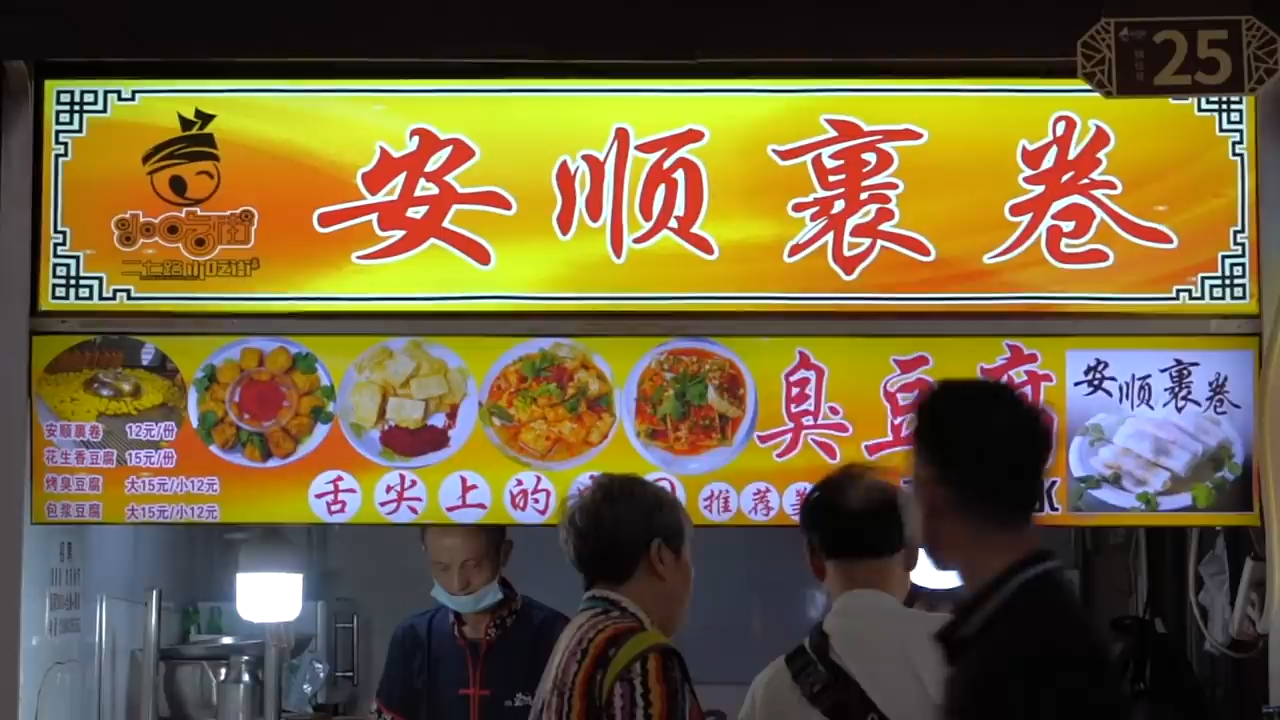 25
安顺裹卷
小吃街
二七路小吃街
安顺裹卷 12元/份
花生香豆腐 15元/份
烤臭豆腐 大15元/小12元
包浆豆腐 大15元/小12元
臭豆腐
安顺裹卷
舌尖上的
推荐